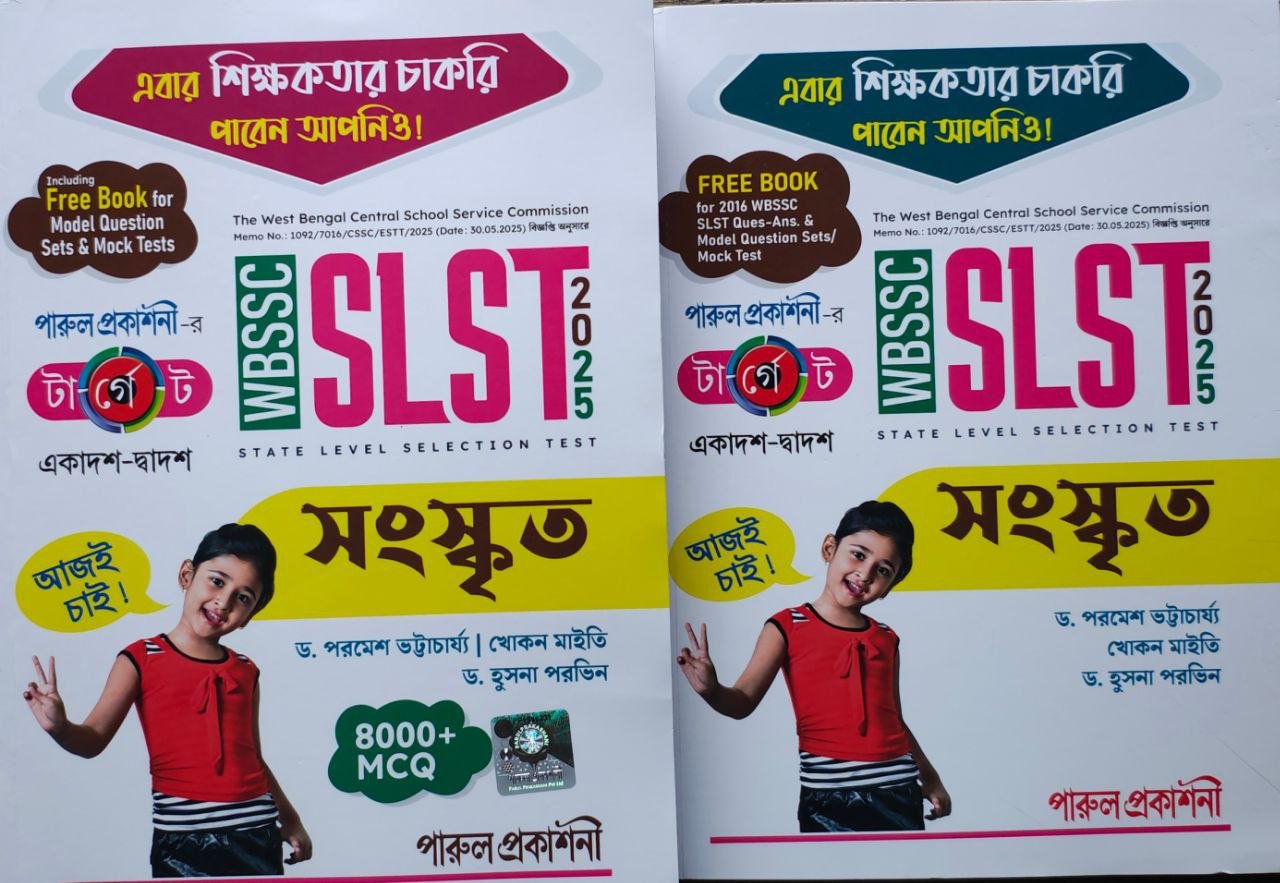 এবার শিক্ষকতার চাকরি
পাবেন আপনিও!
Including
Free Book for
Model Question
Sets & Mock Tests
The West Bengal Central School Service Commission
Memo No.: 1092/7016/CSSC/ESTT/2025 (Date: 30.05.2025) বিজ্ঞপ্তি অনুসারে
WBSSC
SLST
2025
পারুল প্রকাশনী-র
টার্গেট
একাদশ-দ্বাদশ
STATE LEVEL SELECTION TEST
সংস্কৃত
আজই
চাই!
ড. পরমেশ ভট্টাচার্য্য | খোকন মাইতি
ড. হুসনা পারভিন
8000+
MCQ
পারুল প্রকাশনী
এবার শিক্ষকতার চাকরি
পাবেন আপনিও!
FREE BOOK
for 2016 WBSSC
SLST Ques-Ans. &
Model Question Sets/
Mock Test
The West Bengal Central School Service Commission
Memo No.: 1092/7016/CSSC/ESTT/2025 (Date: 30.05.2025) বিজ্ঞপ্তি অনুসারে
WBSSC
SLST
2025
পারুল প্রকাশনী-র
টার্গেট
একাদশ-দ্বাদশ
STATE LEVEL SELECTION TEST
সংস্কৃত
আজই
চাই!
ড. পরমেশ ভট্টাচার্য্য
খোকন মাইতি
ড. হুসনা পারভিন
পারুল প্রকাশনী